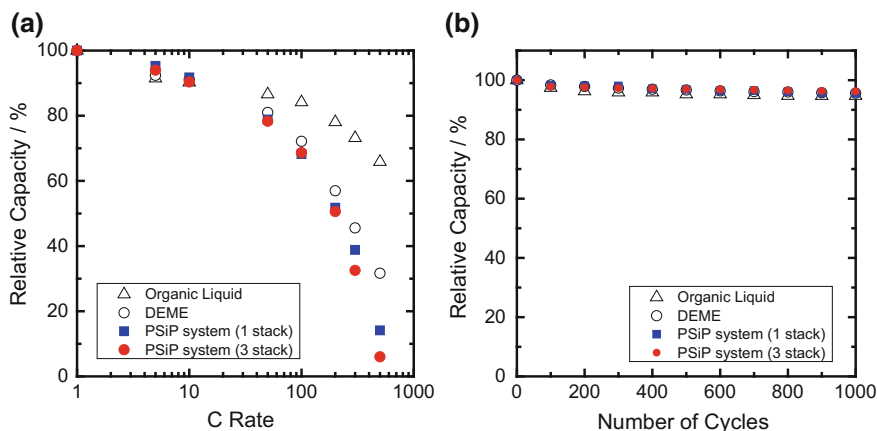 (a)
Relative Capacity / %
100
80
60
40
20
0
Organic Liquid
DEME
PSiP system (1 stack)
PSiP system (3 stack)
1
10
100
1000
C Rate
(b)
Relative Capacity / %
100
80
60
40
20
0
Organic Liquid
DEME
PSiP system (1 stack)
PSiP system (3 stack)
0
200
400
600
800
1000
Number of Cycles